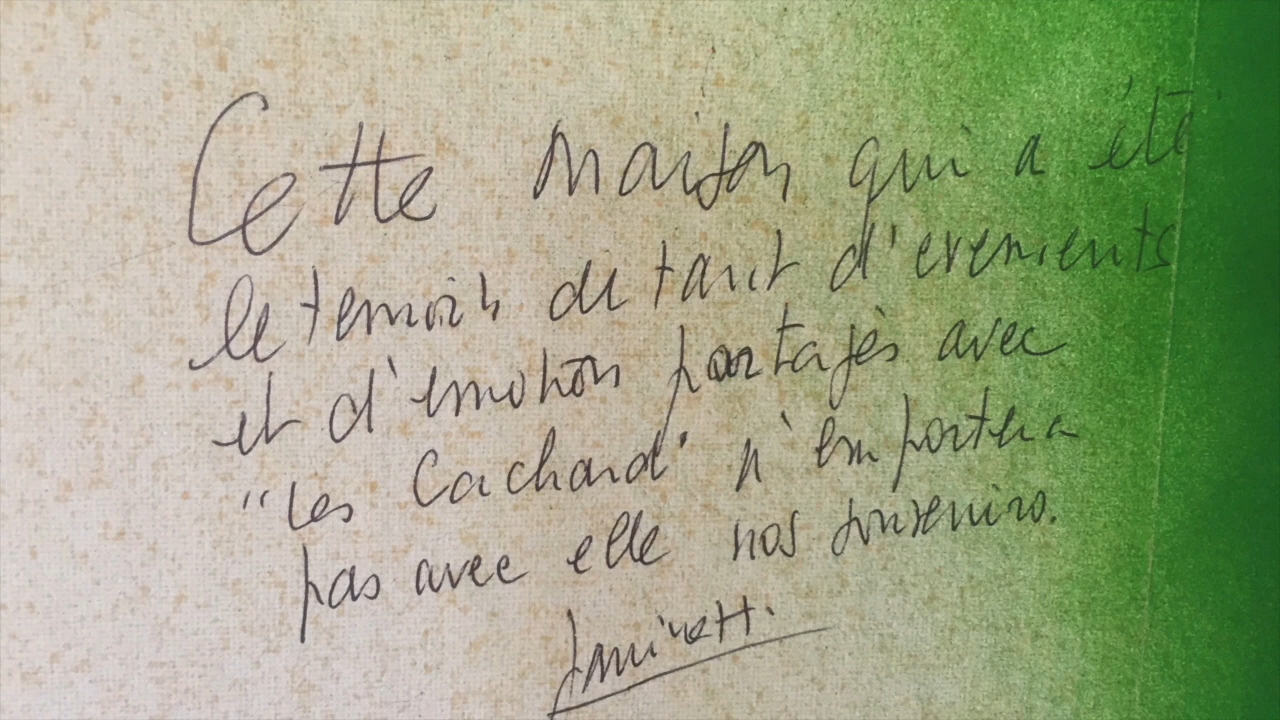 Cette maison qui a été
le temoin de tant d'evenements
et d'emotion partagès avec
"les Cachard" n'emportera
pas avec elle nos souvenirs.